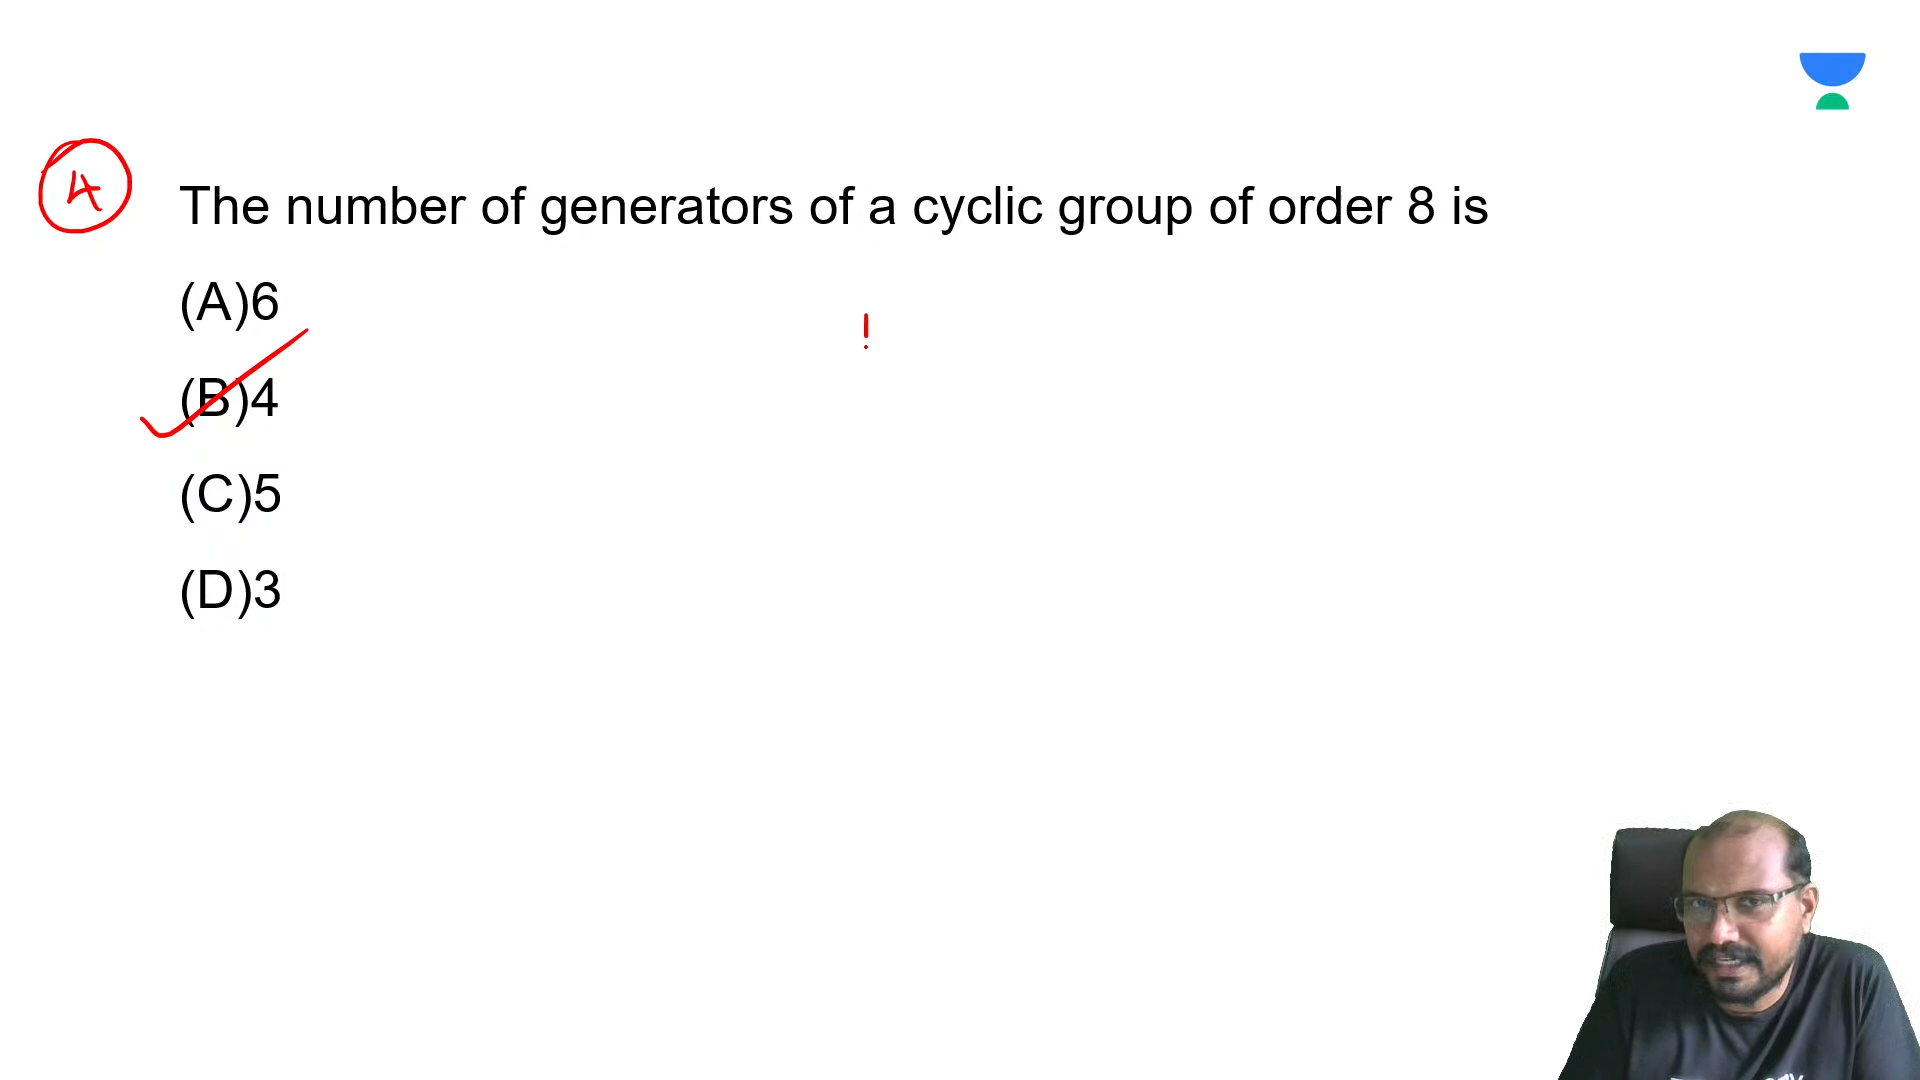 4 The number of generators of a cyclic group of order 8 is
(A)6
!
(B)4
(C)5
(D)3